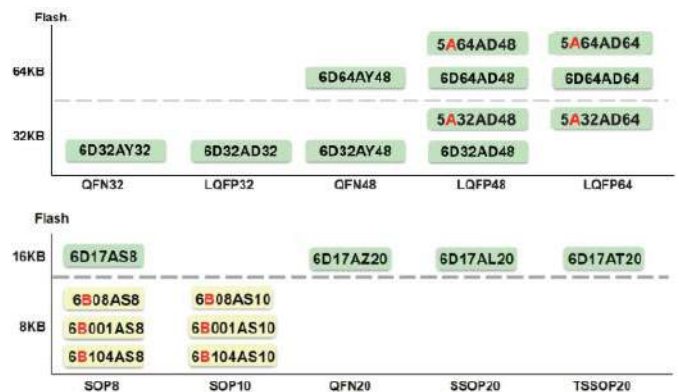 Flash.
5A64AD48 5A64AD64
64KB 6D64AY48 6D64AD48 6D64AD64
5A32AD48 5A32AD64
32KB 6D32AY32 6D32AD32 6D32AY48 6D32AD48
QFN32 LQFP32 QFN48 LQFP48 LQFP64
Flash
16KB 6D17AS8 6D17AZ20 6D17AL20 6D17AT20
6B08AS8 6B08AS10
8KB 6B001AS8 6B001AS10
6B104AS8 6B104AS10
SOP8 SOP10 QFN20 SSOP20 TSSOP20